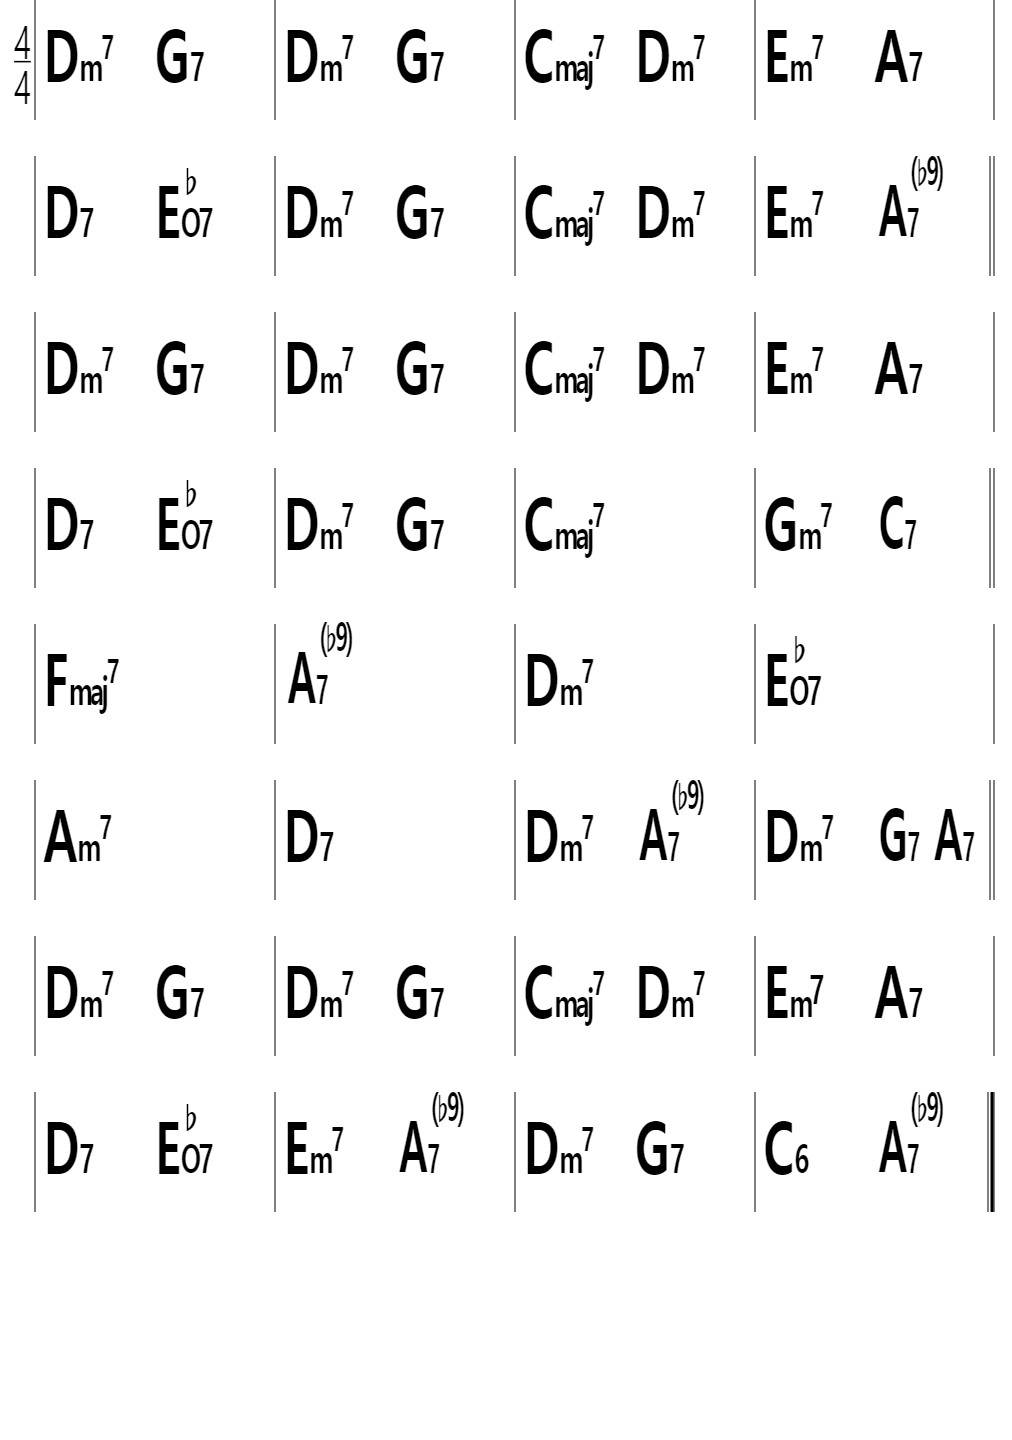 4/4 Dm7 G7 Dm7 G7 Cmaj7 Dm7 Em7 A7
D7 E♭O7 Dm7 G7 Cmaj7 Dm7 Em7 A7(♭9)
Dm7 G7 Dm7 G7 Cmaj7 Dm7 Em7 A7
D7 E♭O7 Dm7 G7 Cmaj7 Gm7 C7
Fmaj7 A7(♭9) Dm7 E♭O7
Am7 D7 Dm7 A7(♭9) Dm7 G7 A7
Dm7 G7 Dm7 G7 Cmaj7 Dm7 Em7 A7
D7 E♭O7 Em7 A7(♭9) Dm7 G7 C6 A7(♭9)